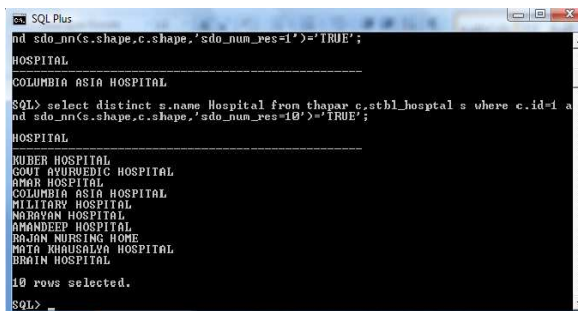 SQL Plus
nd sdo_nn(s.shape,c.shape,'sdo_num_res=1')='TRUE';
HOSPITAL
COLUMBIA ASIA HOSPITAL
SQL> select distinct s.name Hospital from thapar c,stbl_hosptal s where c.id=1 a
nd sdo_nn(s.shape,c.shape,'sdo_num_res=10')='TRUE';
HOSPITAL
KUBER HOSPITAL
GOVT AYURVEDIC HOSPITAL
AMAR HOSPITAL
COLUMBIA ASIA HOSPITAL
MILITARY HOSPITAL
NARAYAN HOSPITAL
AMANDEEP HOSPITAL
RAJAN NURSING HOME
MATA KHAUSALYA HOSPITAL
BRAIN HOSPITAL
10 rows selected.
SQL> _